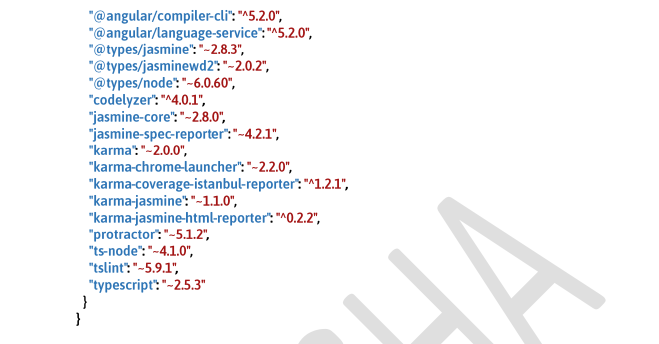 "@angular/compiler-cli": "^5.2.0",
"@angular/language-service": "^5.2.0",
"@types/jasmine": "~2.8.3",
"@types/jasminewd2": "~2.0.2",
"@types/node": "~6.0.60",
"codelyzer": "^4.0.1",
"jasmine-core": "~2.8.0",
"jasmine-spec-reporter": "~4.2.1",
"karma": "~2.0.0",
"karma-chrome-launcher": "~2.2.0",
"karma-coverage-istanbul-reporter": "^1.2.1",
"karma-jasmine": "~1.1.0",
"karma-jasmine-html-reporter": "^0.2.2",
"protractor": "~5.1.2",
"ts-node": "~4.1.0",
"tslint": "~5.9.1",
"typescript": "~2.5.3"
}
}
HA